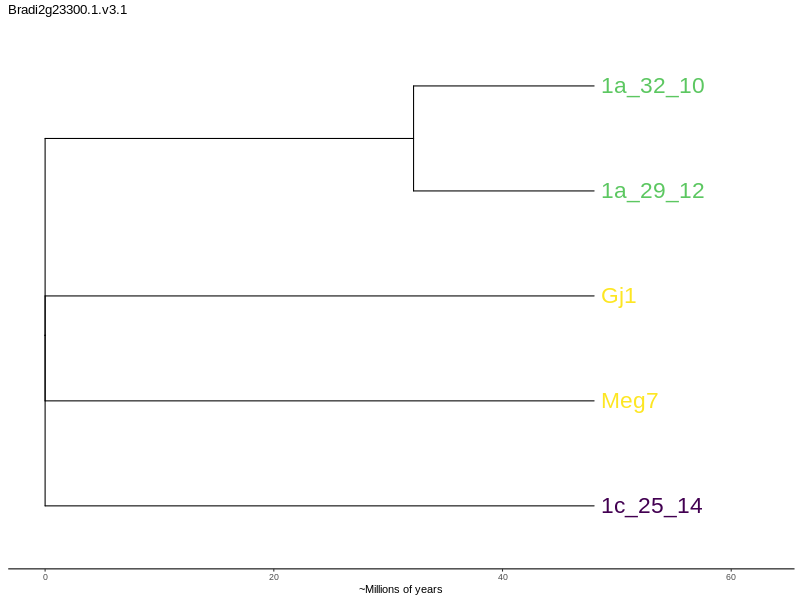 Bradi2g23300.1.v3.1
1a_32_10
1a_29_12
Gj1
Meg7
1c_25_14
0 20 40 60
~Millions of years